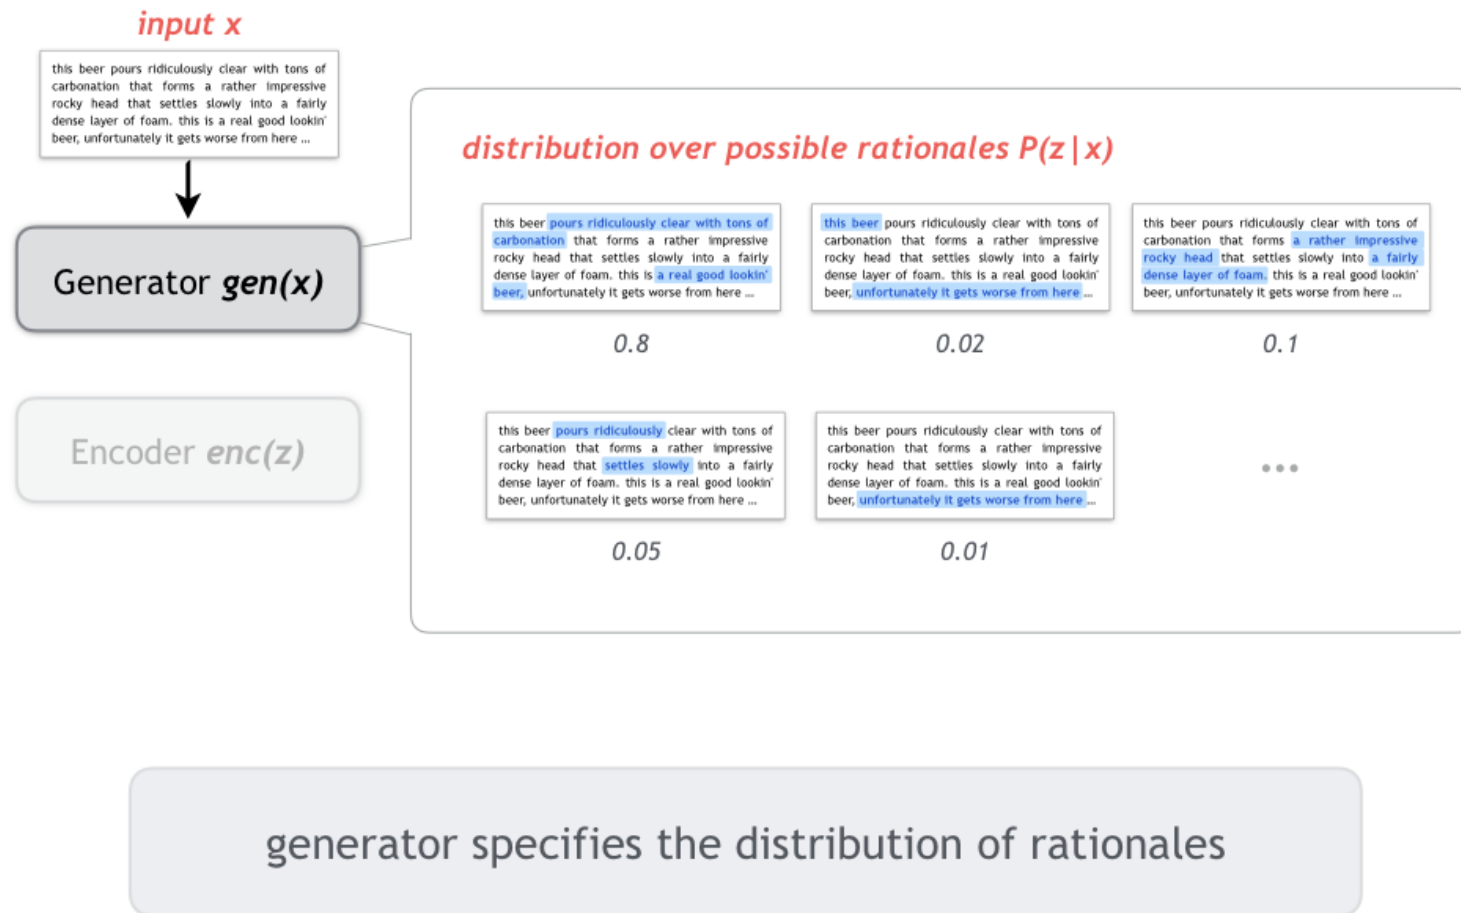 input x
this beer pours ridiculously clear with tons of
carbonation that forms a rather impressive
rocky head that settles slowly into a fairly
dense layer of foam. this is a real good lookin'
beer, unfortunately it gets worse from here ...
Generator gen(x)
Encoder enc(z)
distribution over possible rationales P(z|x)
this beer pours ridiculously clear with tons of
carbonation that forms a rather impressive
rocky head that settles slowly into a fairly
dense layer of foam. this is a real good lookin'
beer, unfortunately it gets worse from here ...
0.8
this beer pours ridiculously clear with tons of
carbonation that forms a rather impressive
rocky head that settles slowly into a fairly
dense layer of foam. this is a real good lookin'
beer, unfortunately it gets worse from here ...
0.02
this beer pours ridiculously clear with tons of
carbonation that forms a rather impressive
rocky head that settles slowly into a fairly
dense layer of foam. this is a real good lookin'
beer, unfortunately it gets worse from here ...
0.1
this beer pours ridiculously clear with tons of
carbonation that forms a rather impressive
rocky head that settles slowly into a fairly
dense layer of foam. this is a real good lookin'
beer, unfortunately it gets worse from here ...
0.05
this beer pours ridiculously clear with tons of
carbonation that forms a rather impressive
rocky head that settles slowly into a fairly
dense layer of foam. this is a real good lookin'
beer, unfortunately it gets worse from here ...
0.01
...
generator specifies the distribution of rationales